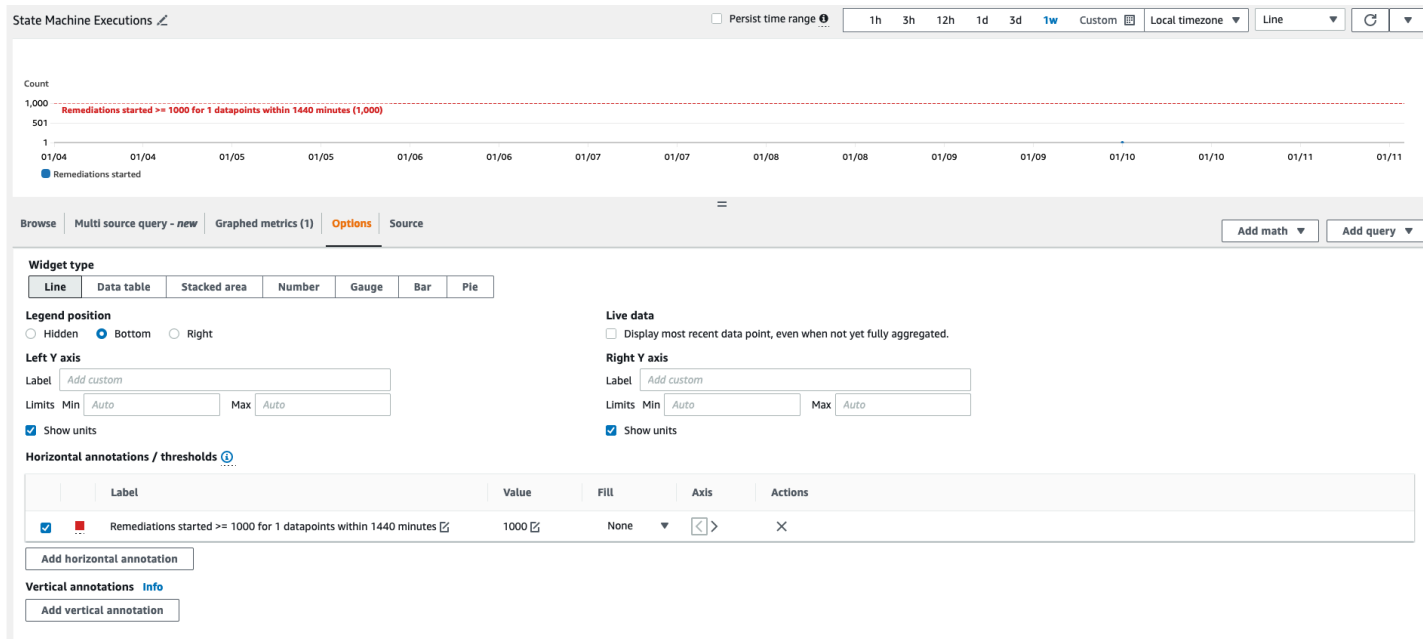 State Machine Executions
Persist time range 1h 3h 12h 1d 3d 1w Custom Local timezone Line
Count
1,000 Remediations started >= 1000 for 1 datapoints within 1440 minutes (1,000)
501
1
01/04 01/04 01/05 01/05 01/06 01/06 01/07 01/07 01/08 01/08 01/09 01/09 01/10 01/10 01/11 01/11
Remediations started
Browse Multi source query - new Graphed metrics (1) Options Source
Add math Add query
Widget type
Line Data table Stacked area Number Gauge Bar Pie
Legend position Live data
Hidden Bottom Right Display most recent data point, even when not yet fully aggregated.
Left Y axis Right Y axis
Label Add custom Label Add custom
Limits Min Auto Max Auto Limits Min Auto Max Auto
Show units Show units
Horizontal annotations / thresholds
Label Value Fill Axis Actions
Remediations started >= 1000 for 1 datapoints within 1440 minutes 1000 None
Add horizontal annotation
Vertical annotations Info
Add vertical annotation